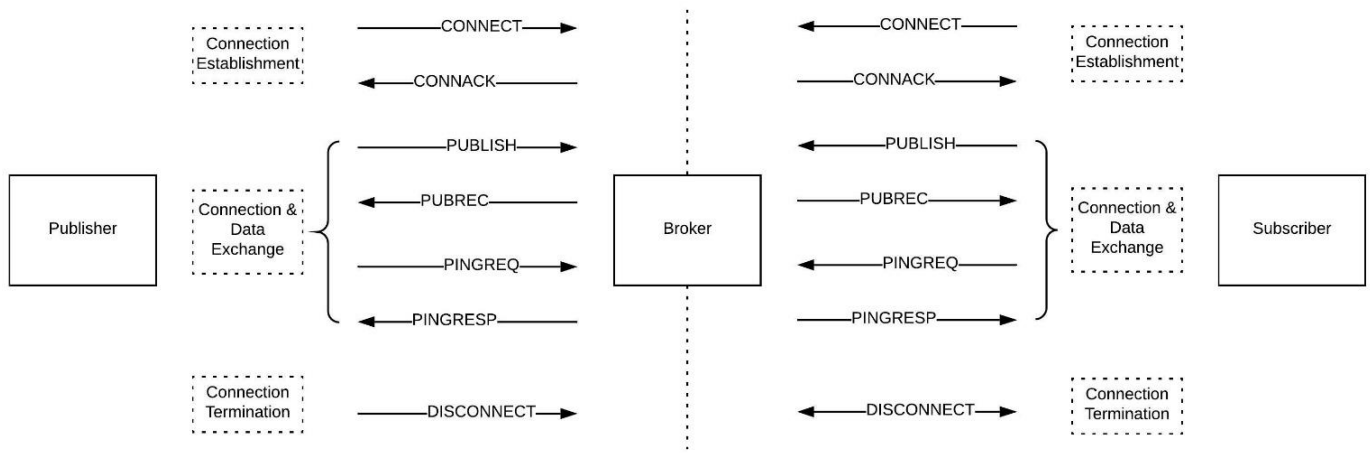 Connection
Establishment
CONNECT
CONNACK
CONNECT
CONNACK
Connection
Establishment
Publisher
Connection &
Data
Exchange
PUBLISH
PUBREC
PINGREQ
PINGRESP
Broker
PUBLISH
PUBREC
PINGREQ
PINGRESP
Connection &
Data
Exchange
Subscriber
Connection
Termination
DISCONNECT
DISCONNECT
Connection
Termination